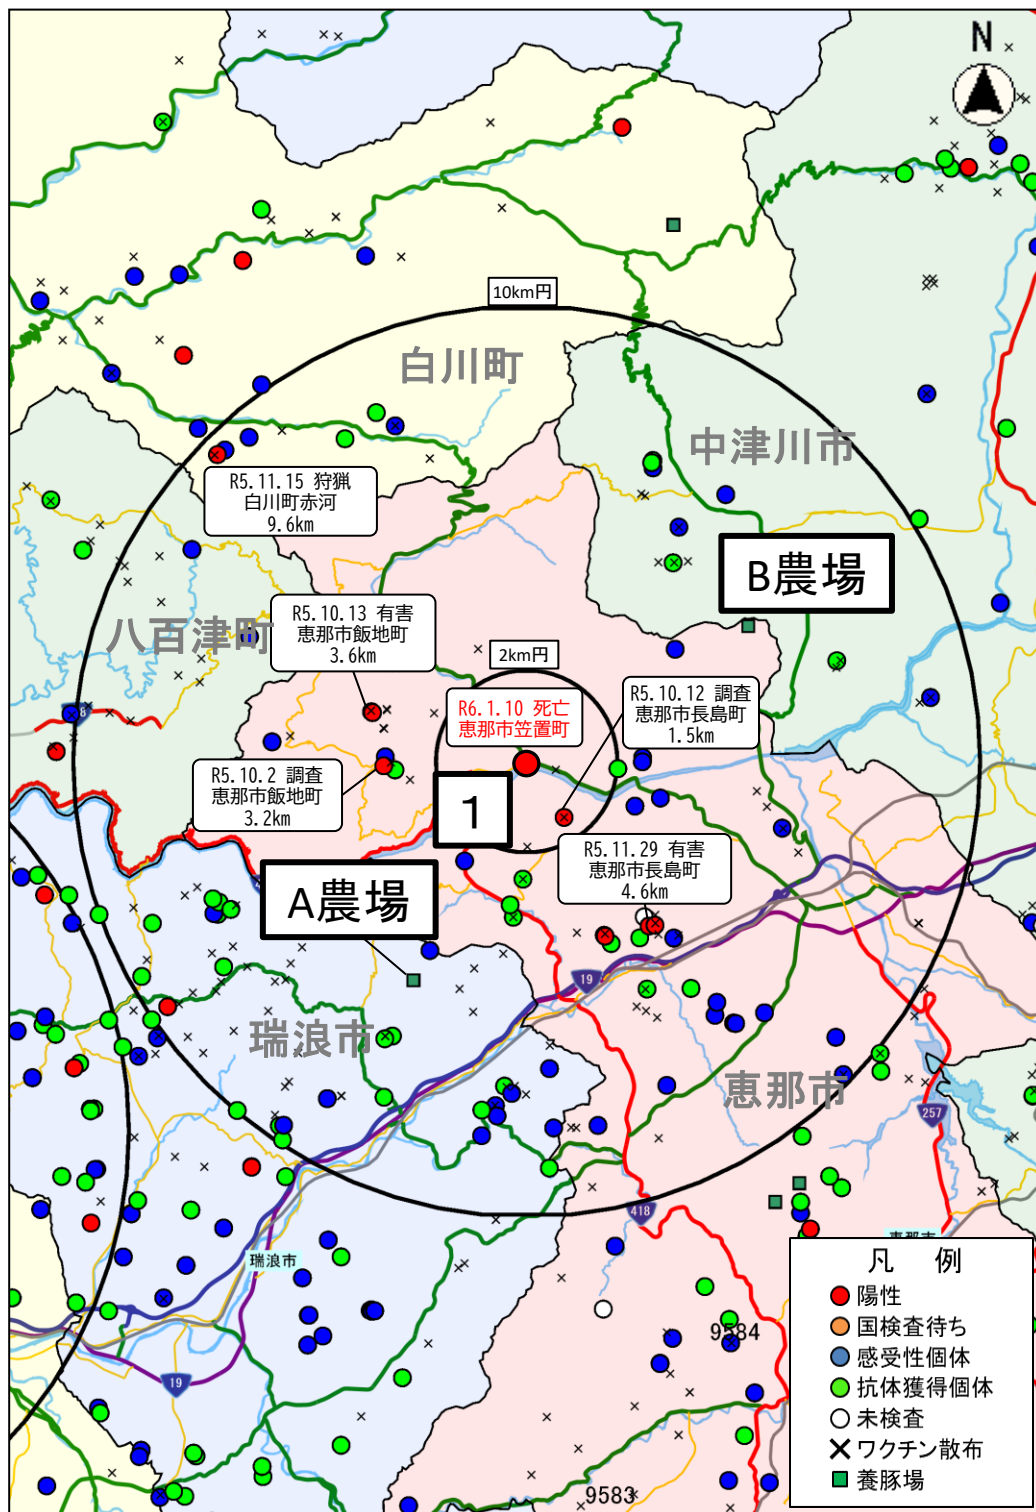 N
10km円
白川町
中津川市
R5.11.15 狩猟
白川町赤河
9.6km
B農場
R5.10.13 有害
恵那市飯地町
3.6km
八百津町
2km円
R6.1.10 死亡
恵那市笠置町
R5.10.12 調査
恵那市長島町
1.5km
R5.10.2 調査
恵那市飯地町
3.2km
1
R5.11.29 有害
恵那市長島町
4.6km
A農場
19
瑞浪市
恵那市
257
418
瑞浪市
恵那市
9584
19
9583
凡 例
陽性
国検査待ち
感受性個体
抗体獲得個体
未検査
ワクチン散布
養豚場